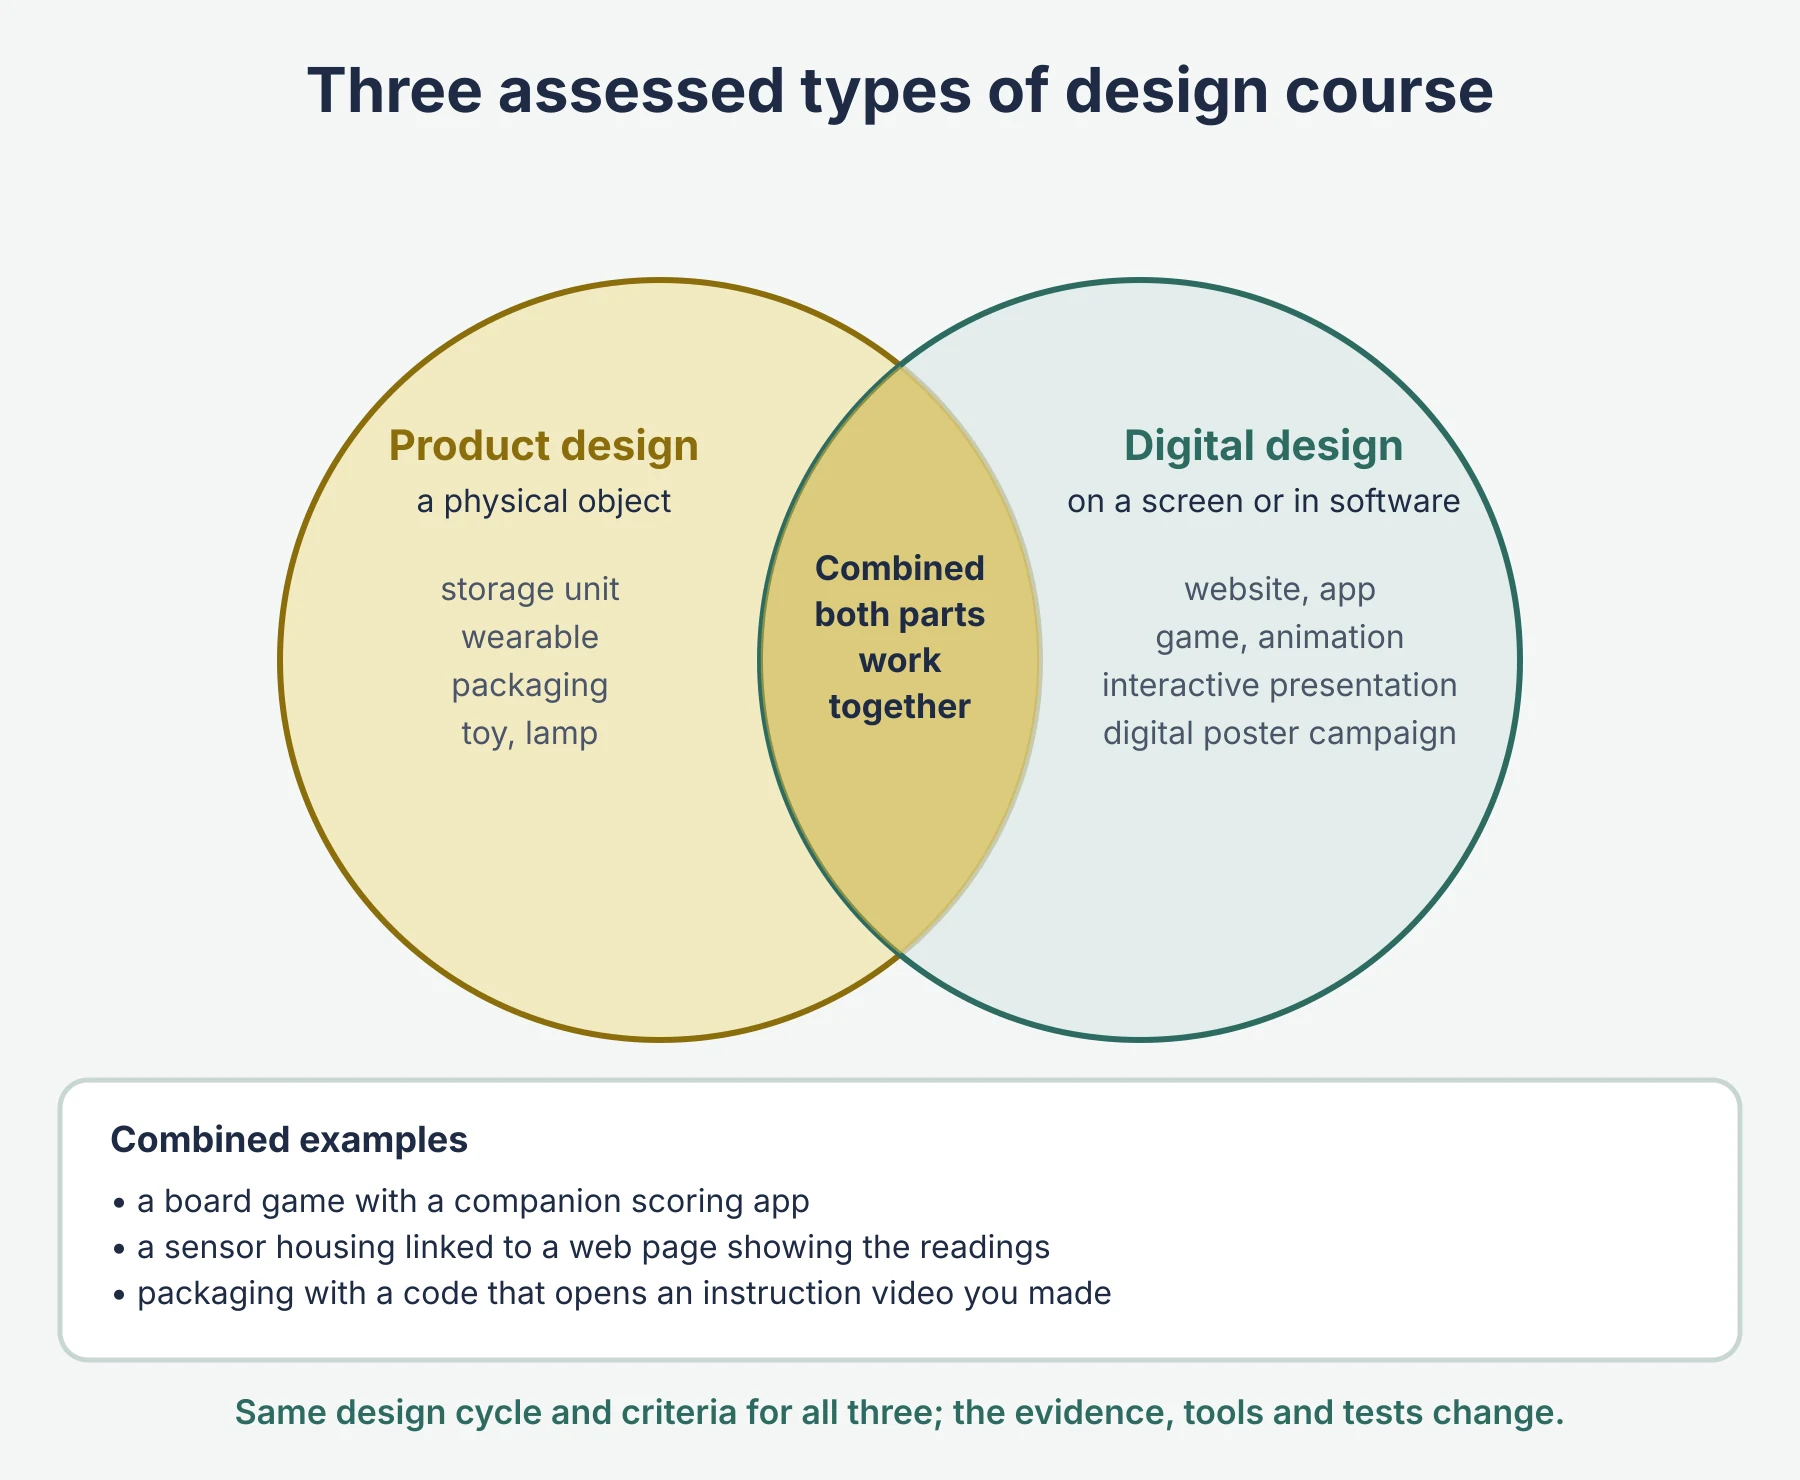 Three assessed types of design course
Product design
a physical object
storage unit
wearable
packaging
toy, lamp
Combined
both parts
work
together
Digital design
on a screen or in software
website, app
game, animation
interactive presentation
digital poster campaign
Combined examples
• a board game with a companion scoring app
• a sensor housing linked to a web page showing the readings
• packaging with a code that opens an instruction video you made
Same design cycle and criteria for all three; the evidence, tools and tests change.